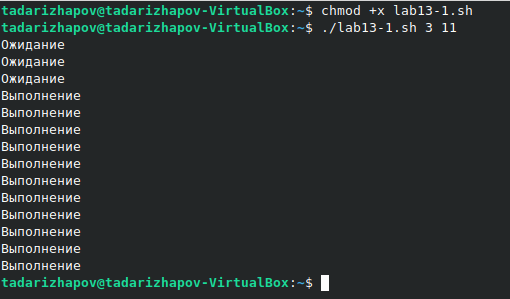 tadarizhapov@tadarizhapov-VirtualBox:~$ chmod +x lab13-1.sh
tadarizhapov@tadarizhapov-VirtualBox:~$ ./lab13-1.sh 3 11
Ожидание
Ожидание
Ожидание
Выполнение
Выполнение
Выполнение
Выполнение
Выполнение
Выполнение
Выполнение
Выполнение
Выполнение
Выполнение
Выполнение
tadarizhapov@tadarizhapov-VirtualBox:~$